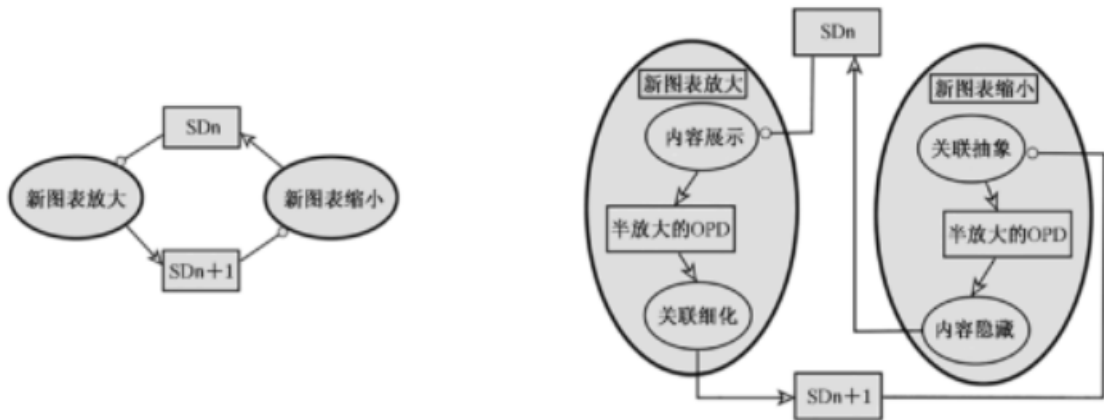 SDn
新图表放大
新图表缩小
SDn+1
SDn
新图表放大
内容展示
半放大的OPD
关联细化
新图表缩小
关联抽象
半放大的OPD
内容隐藏
SDn+1